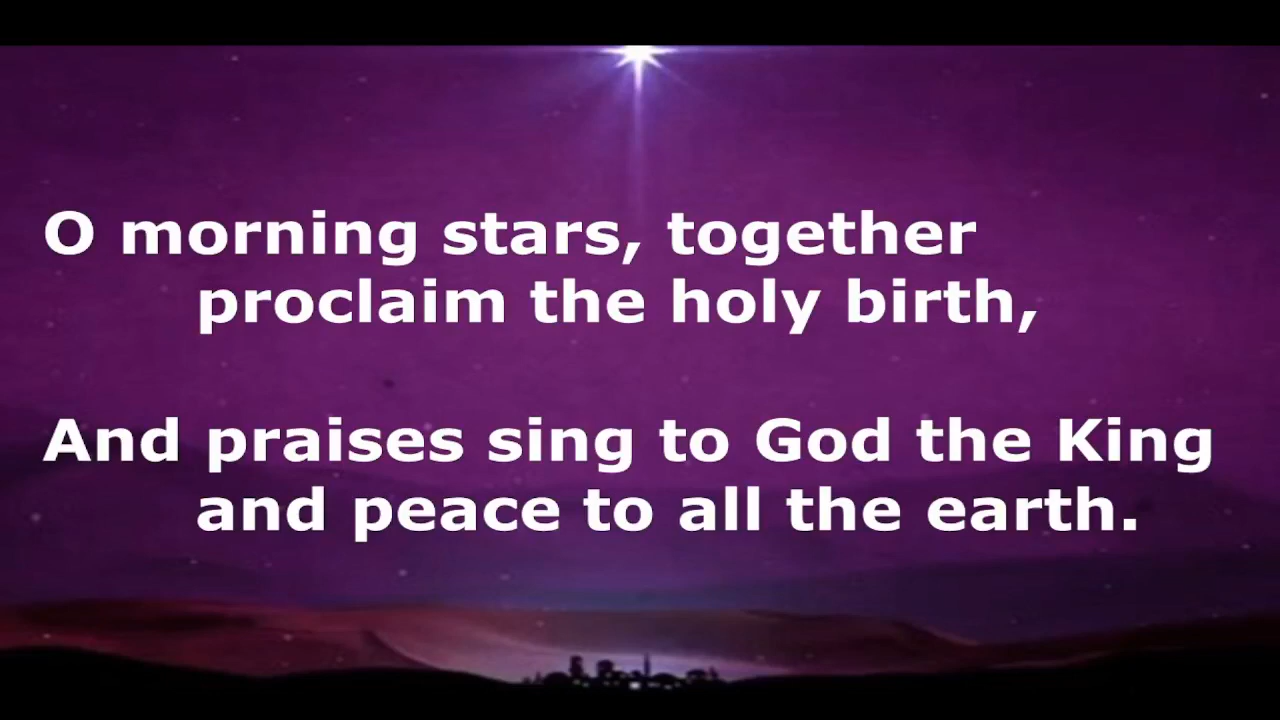 O morning stars, together
proclaim the holy birth,
And praises sing to God the King
and peace to all the earth.